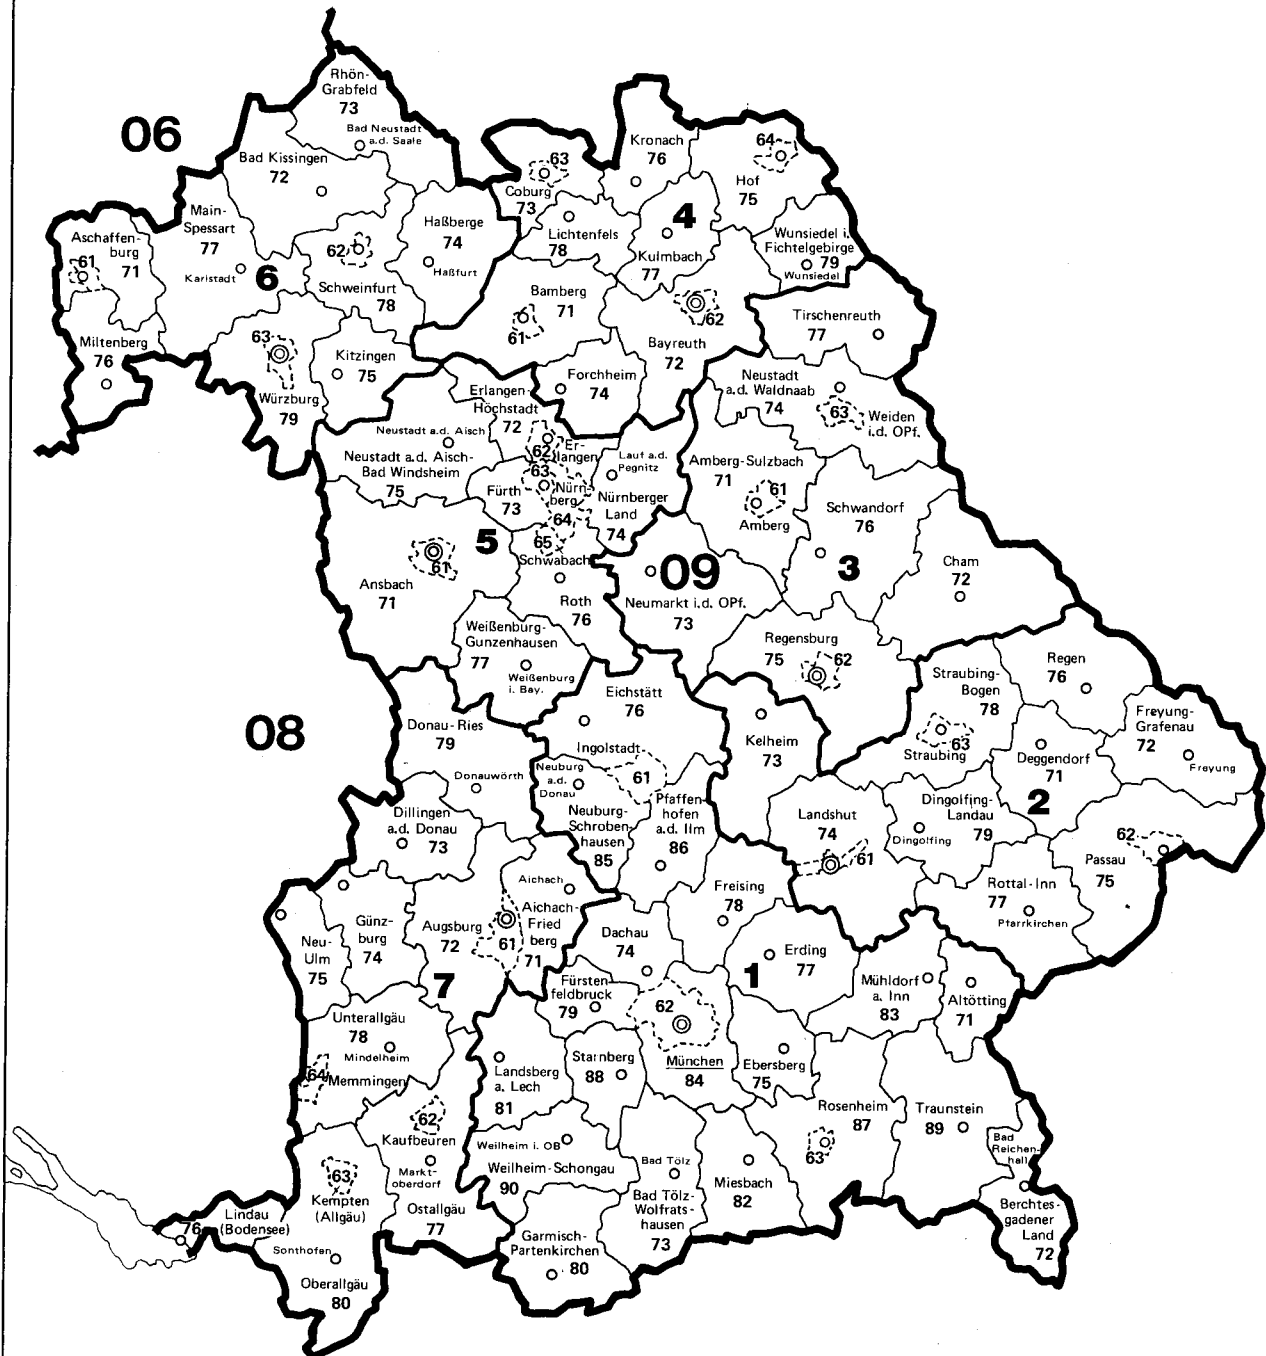 06
Rhön-
Grabfeld
73
Bad Neustadt
a.d. Saale
Bad Kissingen
72
Main-
Spessart
77
Karlstadt
Aschaffen-
burg
61
71
6
62
Schweinfurt
78
Haßberge
74
Haßfurt
Miltenberg
76
63
Würzburg
79
Kitzingen
75
63
Coburg
73
Lichtenfels
78
Kronach
76
64
Hof
75
4
Kulmbach
77
Wunsiedel i.
Fichtelgebirge
79
Wunsiedel
Bamberg
71
61
62
Bayreuth
72
Forchheim
74
Tirschenreuth
77
Neustadt
a.d. Waldnaab
74
63
Weiden
i.d. OPf.
Erlangen-
Höchstadt
72
62
Er-
langen
Neustadt a.d. Aisch
Neustadt a.d. Aisch-
Bad Windsheim
75
63
Fürth
73
Nürn-
berg
64
65
Schwabach
Lauf a.d.
Pegnitz
Nürnberger
Land
74
5
61
Ansbach
71
Roth
76
Weißenburg-
Gunzenhausen
77
Weißenburg
i. Bay.
Amberg-Sulzbach
71
61
Amberg
Schwandorf
76
3
09
Neumarkt i.d. OPf.
73
Cham
72
Regensburg
75
62
08
Donau-Ries
79
Donauwörth
Eichstätt
76
Ingolstadt
61
Neuburg
a.d.
Donau
Neuburg-
Schroben-
hausen
85
Pfaffen-
hofen
a.d. Ilm
86
Kelheim
73
Straubing-
Bogen
78
63
Straubing
Regen
76
Freyung-
Grafenau
72
Freyung
Deggendorf
71
2
Dingolfing-
Landau
79
Dingolfing
Landshut
74
61
62
Passau
75
Rottal-Inn
77
Pfarrkirchen
Dillingen
a.d. Donau
73
Günz-
burg
74
Neu-
Ulm
75
Augsburg
72
61
Aichach
Aichach-
Fried
berg
71
7
Freising
78
Dachau
74
1
Erding
77
Fürsten
feldbruck
79
62
München
84
Mühldorf
a. Inn
83
Altötting
71
Unterallgäu
78
Mindelheim
64
Memmingen
Landsberg
a. Lech
81
Starnberg
88
Ebersberg
75
Rosenheim
87
63
Traunstein
89
Bad
Reichen-
hall
62
Kaufbeuren
Markt-
oberdorf
Ostallgäu
77
63
Kempten
(Allgäu)
Weilheim i. OB
Weilheim-Schongau
90
Bad Tölz
Bad Tölz-
Wolfrats-
hausen
73
Miesbach
82
Berchtes-
gadener
Land
72
76
Lindau
(Bodensee)
Sonthofen
Oberallgäu
80
Garmisch-
Partenkirchen
80